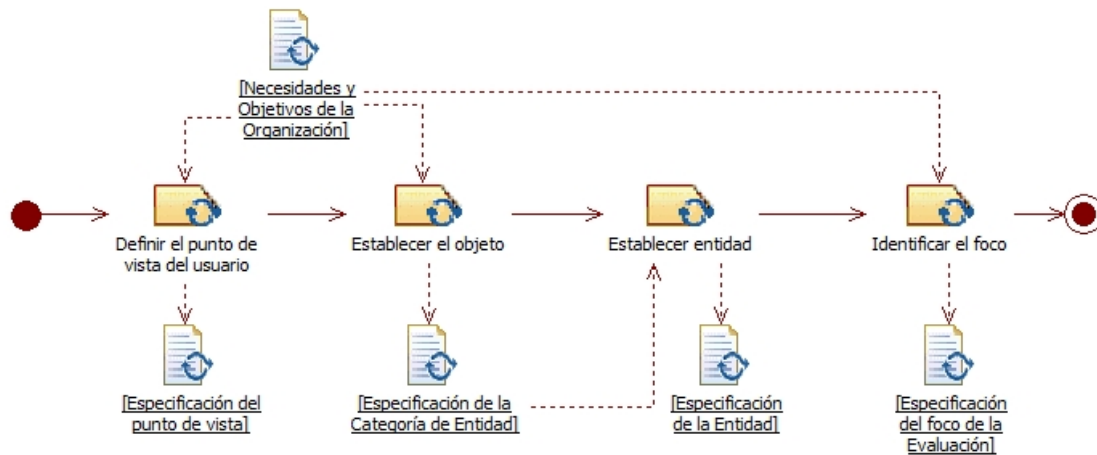 [Necesidades y
Objetivos de la
Organización]
Definir el punto de
vista del usuario
Establecer el objeto
Establecer entidad
Identificar el foco
[Especificación del
punto de vista]
[Especificación de la
Categoría de Entidad]
[Especificación
de la Entidad]
[Especificación
del foco de la
Evaluación]